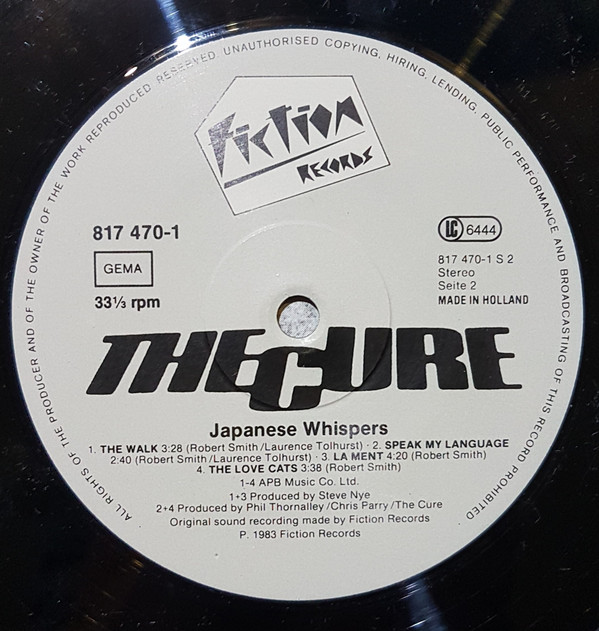 ALL RIGHTS OF THE PRODUCER AND OF THE OWNER OF THE WORK REPRODUCED RESERVED. UNAUTHORISED COPYING, HIRING, LENDING, PUBLIC PERFORMANCE AND BROADCASTING OF THIS RECORD PROHIBITED
Fiction
Records
817 470-1
GEMA
33⅓ rpm
LC 6444
817 470-1 S 2
Stereo
Seite 2
MADE IN HOLLAND
THE CURE
Japanese Whispers
1. THE WALK 3:28 (Robert Smith/Laurence Tolhurst) · 2. SPEAK MY LANGUAGE
2:40 (Robert Smith/Laurence Tolhurst) · 3. LA MENT 4:20 (Robert Smith)
4. THE LOVE CATS 3:38 (Robert Smith)
1-4 APB Music Co. Ltd.
1+3 Produced by Steve Nye
2+4 Produced by Phil Thornalley/Chris Parry/The Cure
Original sound recording made by Fiction Records
P. 1983 Fiction Records